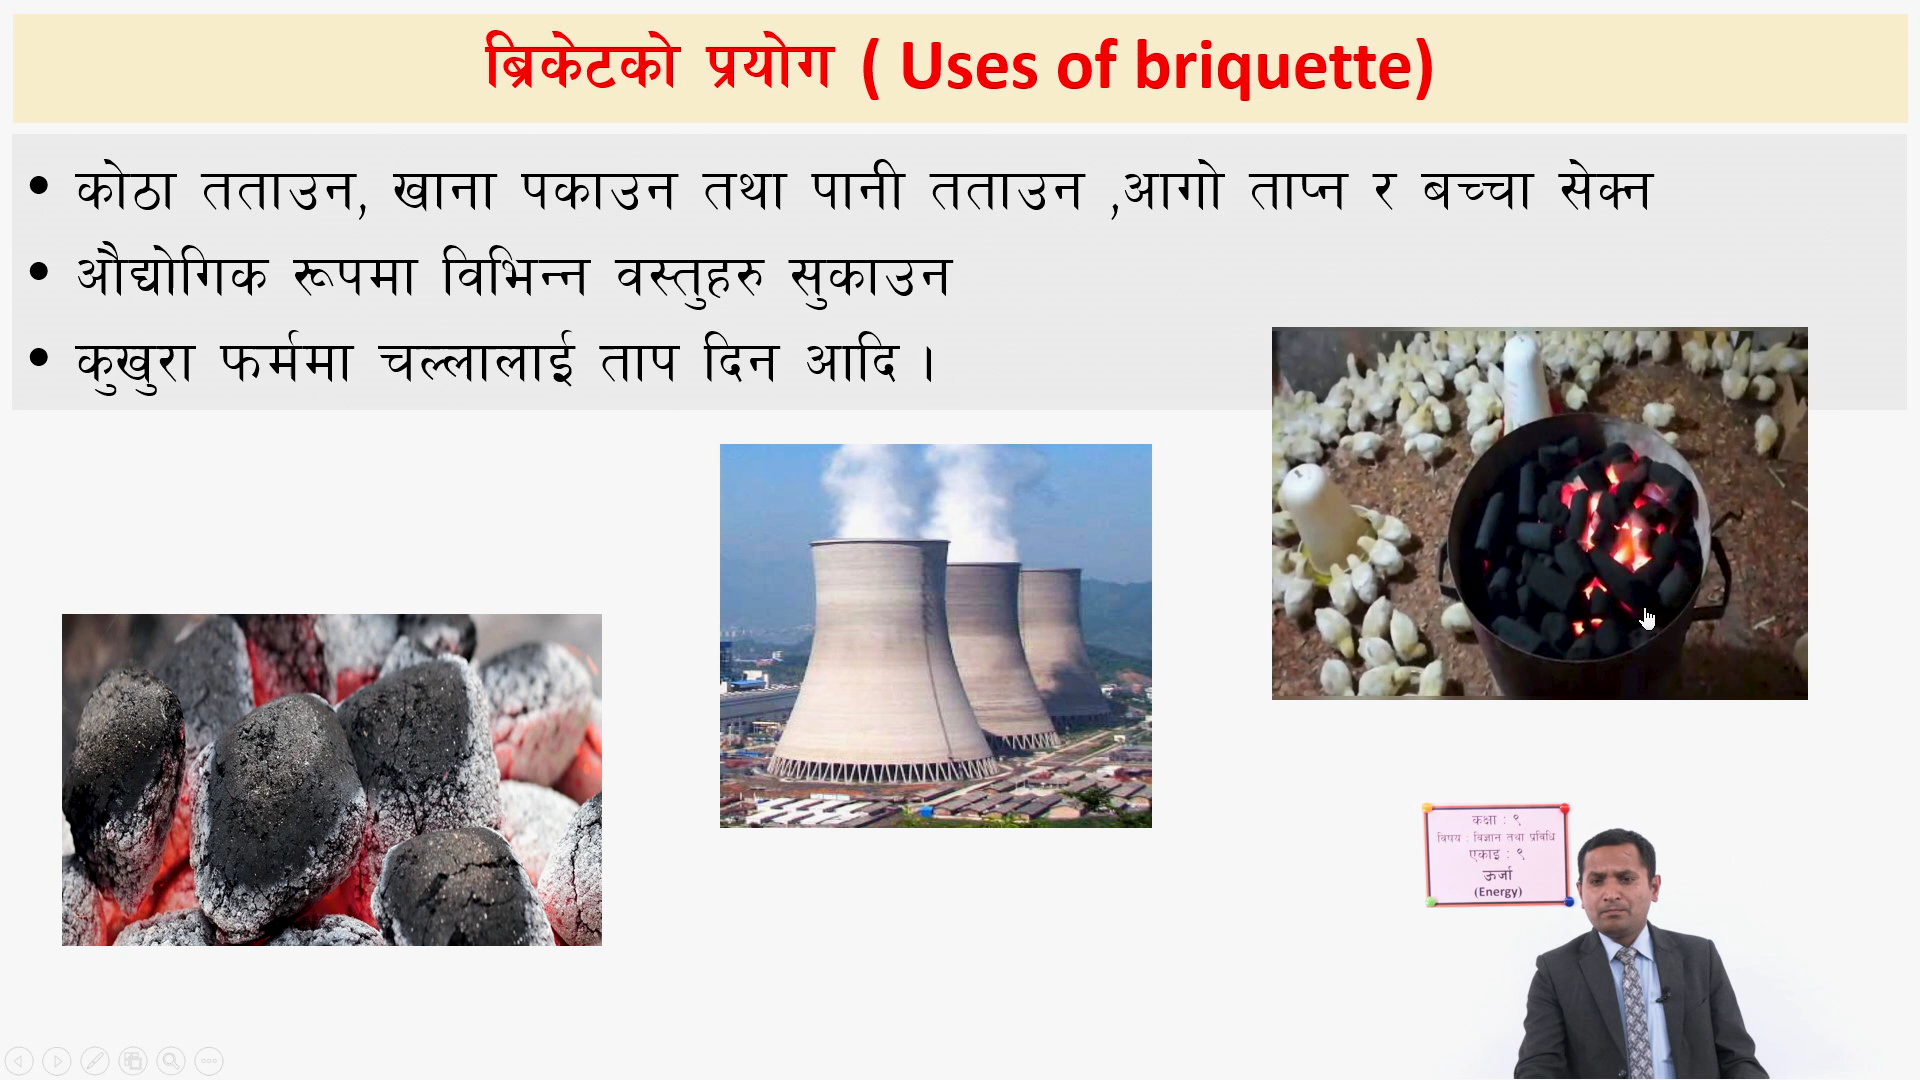 ब्रिकेटको प्रयोग ( Uses of briquette)
• कोठा तताउन, खाना पकाउन तथा पानी तताउन ,आगो ताप्न र बच्चा सेक्न
• औद्योगिक रूपमा विभिन्न वस्तुहरु सुकाउन
• कुखुरा फर्ममा चल्लालाई ताप दिन आदि ।
कक्षा : ९
विषय : विज्ञान तथा प्रविधि
एकाइ : ९
ऊर्जा
(Energy)